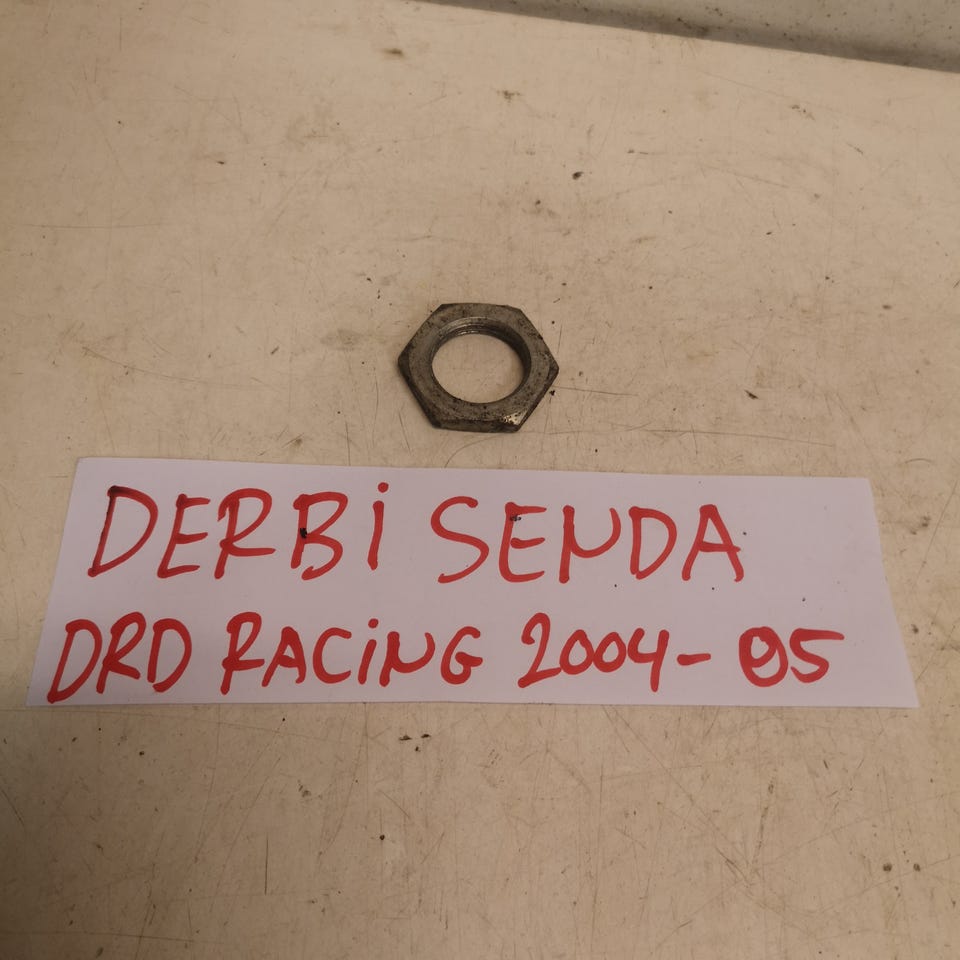 DERBi SENDA
DRD RACiNG 2004-05